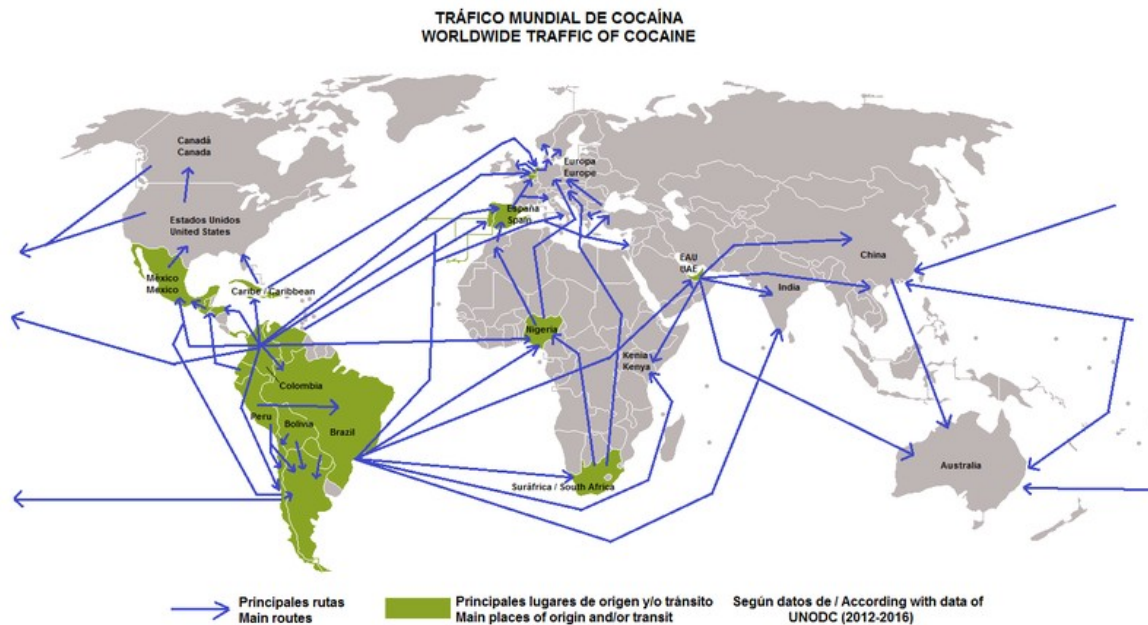 TRÁFICO MUNDIAL DE COCAÍNA
WORLDWIDE TRAFFIC OF COCAINE
Canadá
Canada
Europa
Europe
Estados Unidos
United States
España
Spain
China
EAU
UAE
México
Mexico
Caribe / Caribbean
India
Nigeria
Kenia
Kenya
Colombia
Peru
Bolivia
Brazil
Australia
Suráfrica / South Africa
Principales rutas
Main routes
Principales lugares de origen y/o trànsito
Main places of origin and/or transit
Según datos de / According with data of
UNODC (2012-2016)